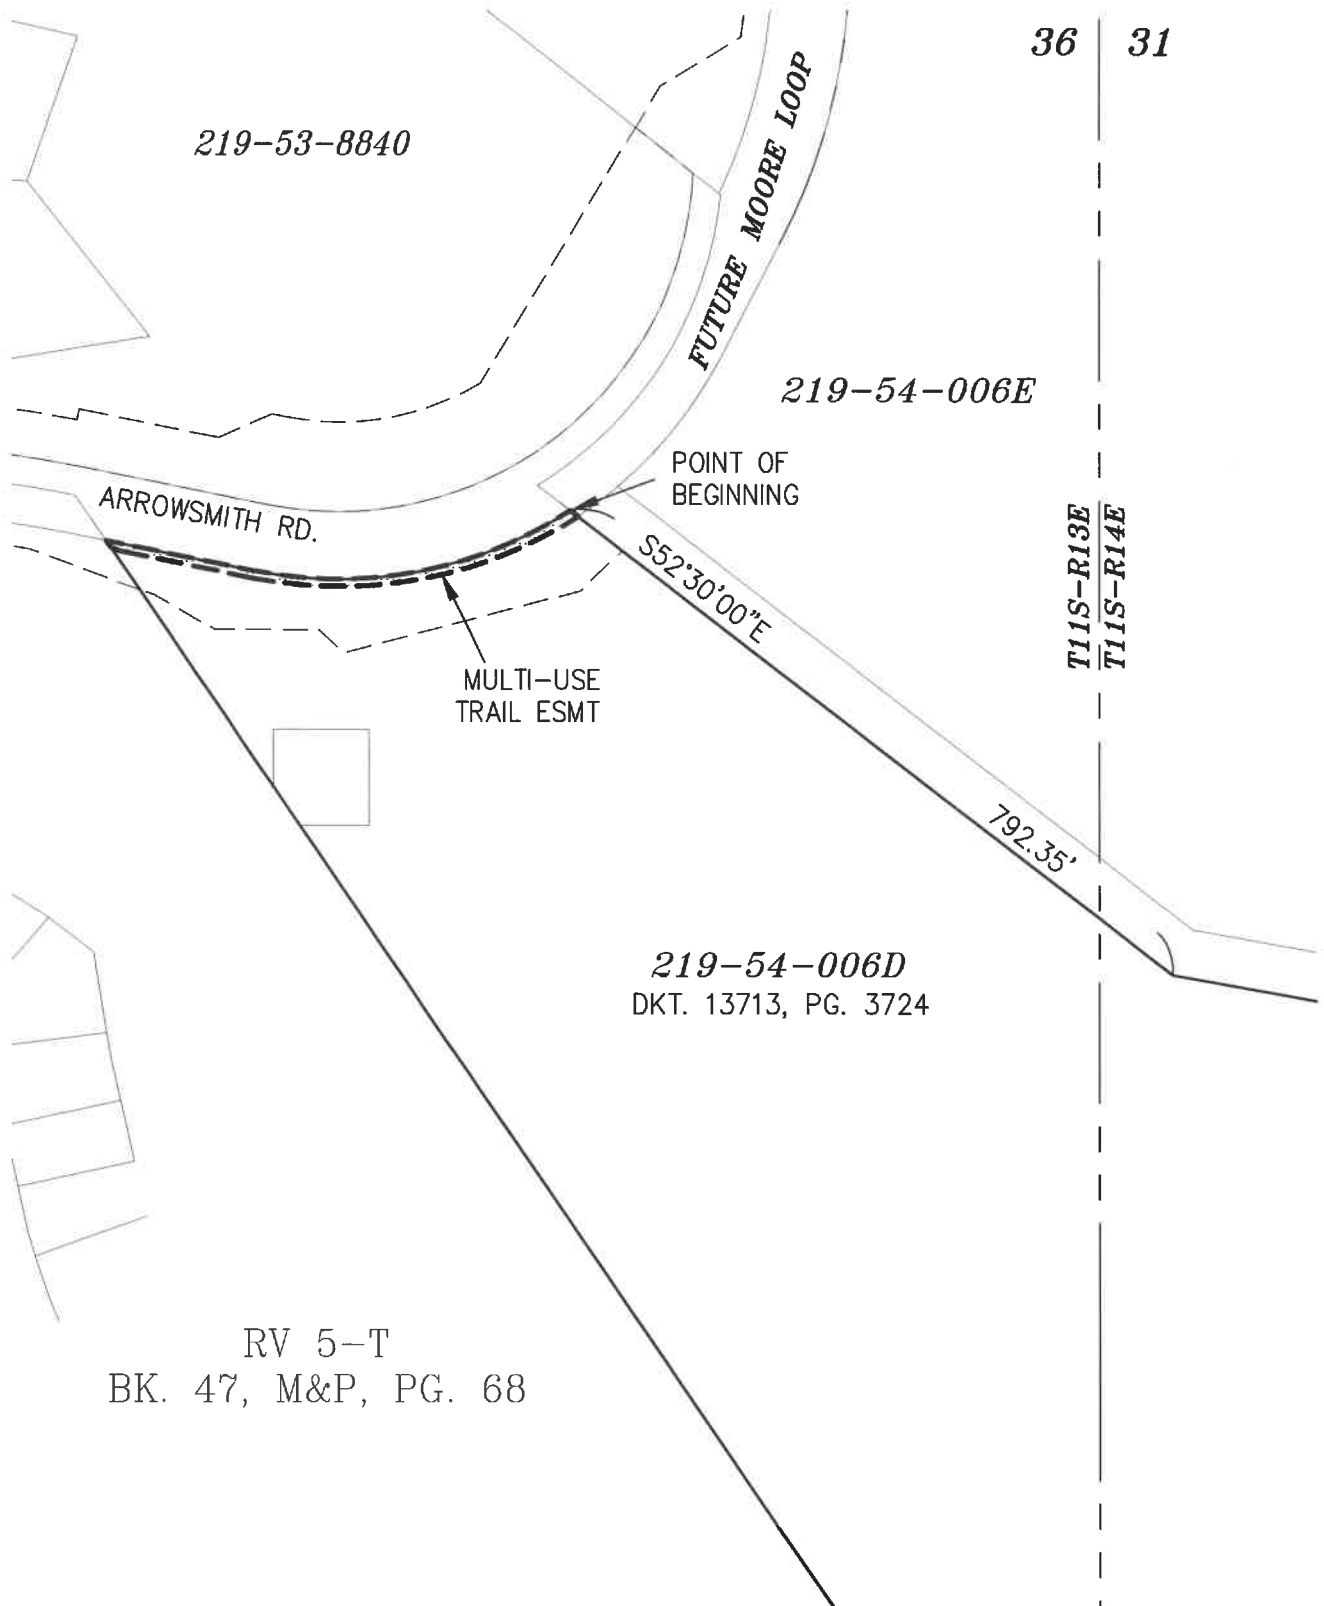 36 31
219-53-8840
FUTURE MOORE LOOP
219-54-006E
POINT OF
BEGINNING
ARROWSMITH RD.
S52°30'00"E
T11S-R13E
T11S-R14E
MULTI-USE
TRAIL ESMT
792.35'
219-54-006D
DKT. 13713, PG. 3724
RV 5-T
BK. 47, M&P, PG. 68